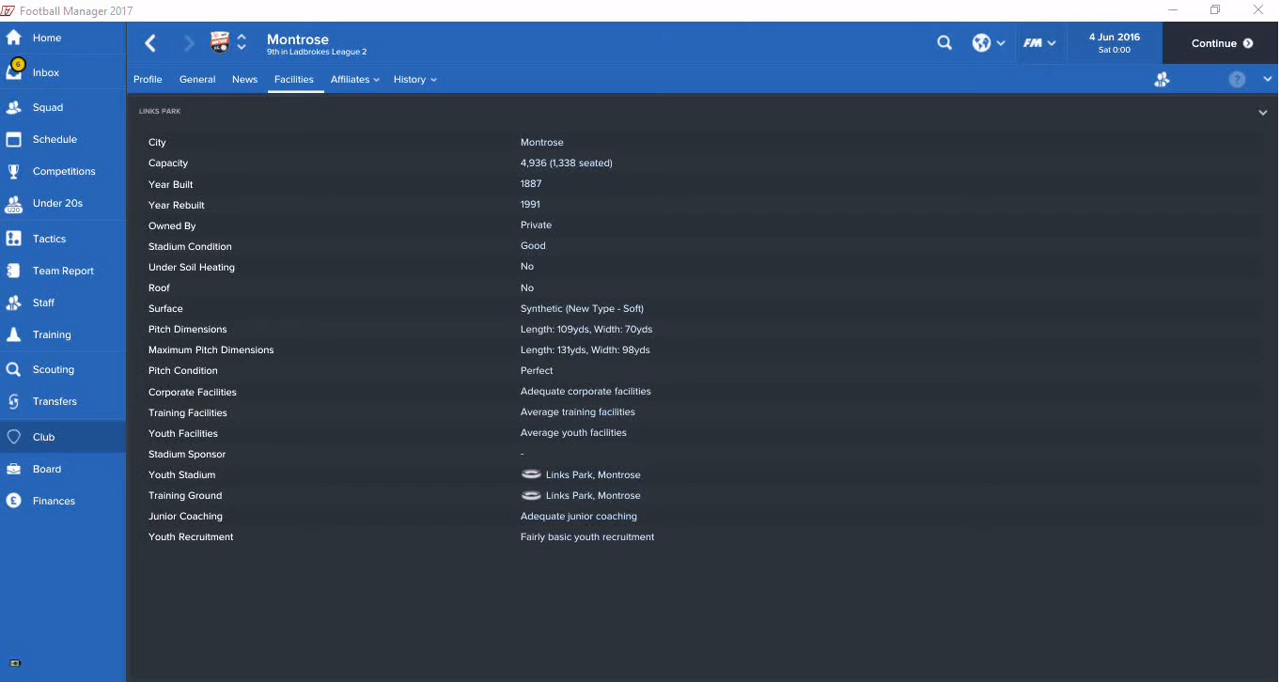 Football Manager 2017
Home
6
Inbox
Squad
Schedule
Competitions
Under 20s
Tactics
Team Report
Staff
Training
Scouting
Transfers
Club
Board
Finances
Montrose
9th in Ladbrokes League 2
FM
4 Jun 2016
Sat 0:00
Continue
Profile General News Facilities Affiliates History
?
LINKS PARK
City Montrose
Capacity 4,936 (1,338 seated)
Year Built 1887
Year Rebuilt 1991
Owned By Private
Stadium Condition Good
Under Soil Heating No
Roof No
Surface Synthetic (New Type - Soft)
Pitch Dimensions Length: 109yds, Width: 70yds
Maximum Pitch Dimensions Length: 131yds, Width: 98yds
Pitch Condition Perfect
Corporate Facilities Adequate corporate facilities
Training Facilities Average training facilities
Youth Facilities Average youth facilities
Stadium Sponsor -
Youth Stadium Links Park, Montrose
Training Ground Links Park, Montrose
Junior Coaching Adequate junior coaching
Youth Recruitment Fairly basic youth recruitment